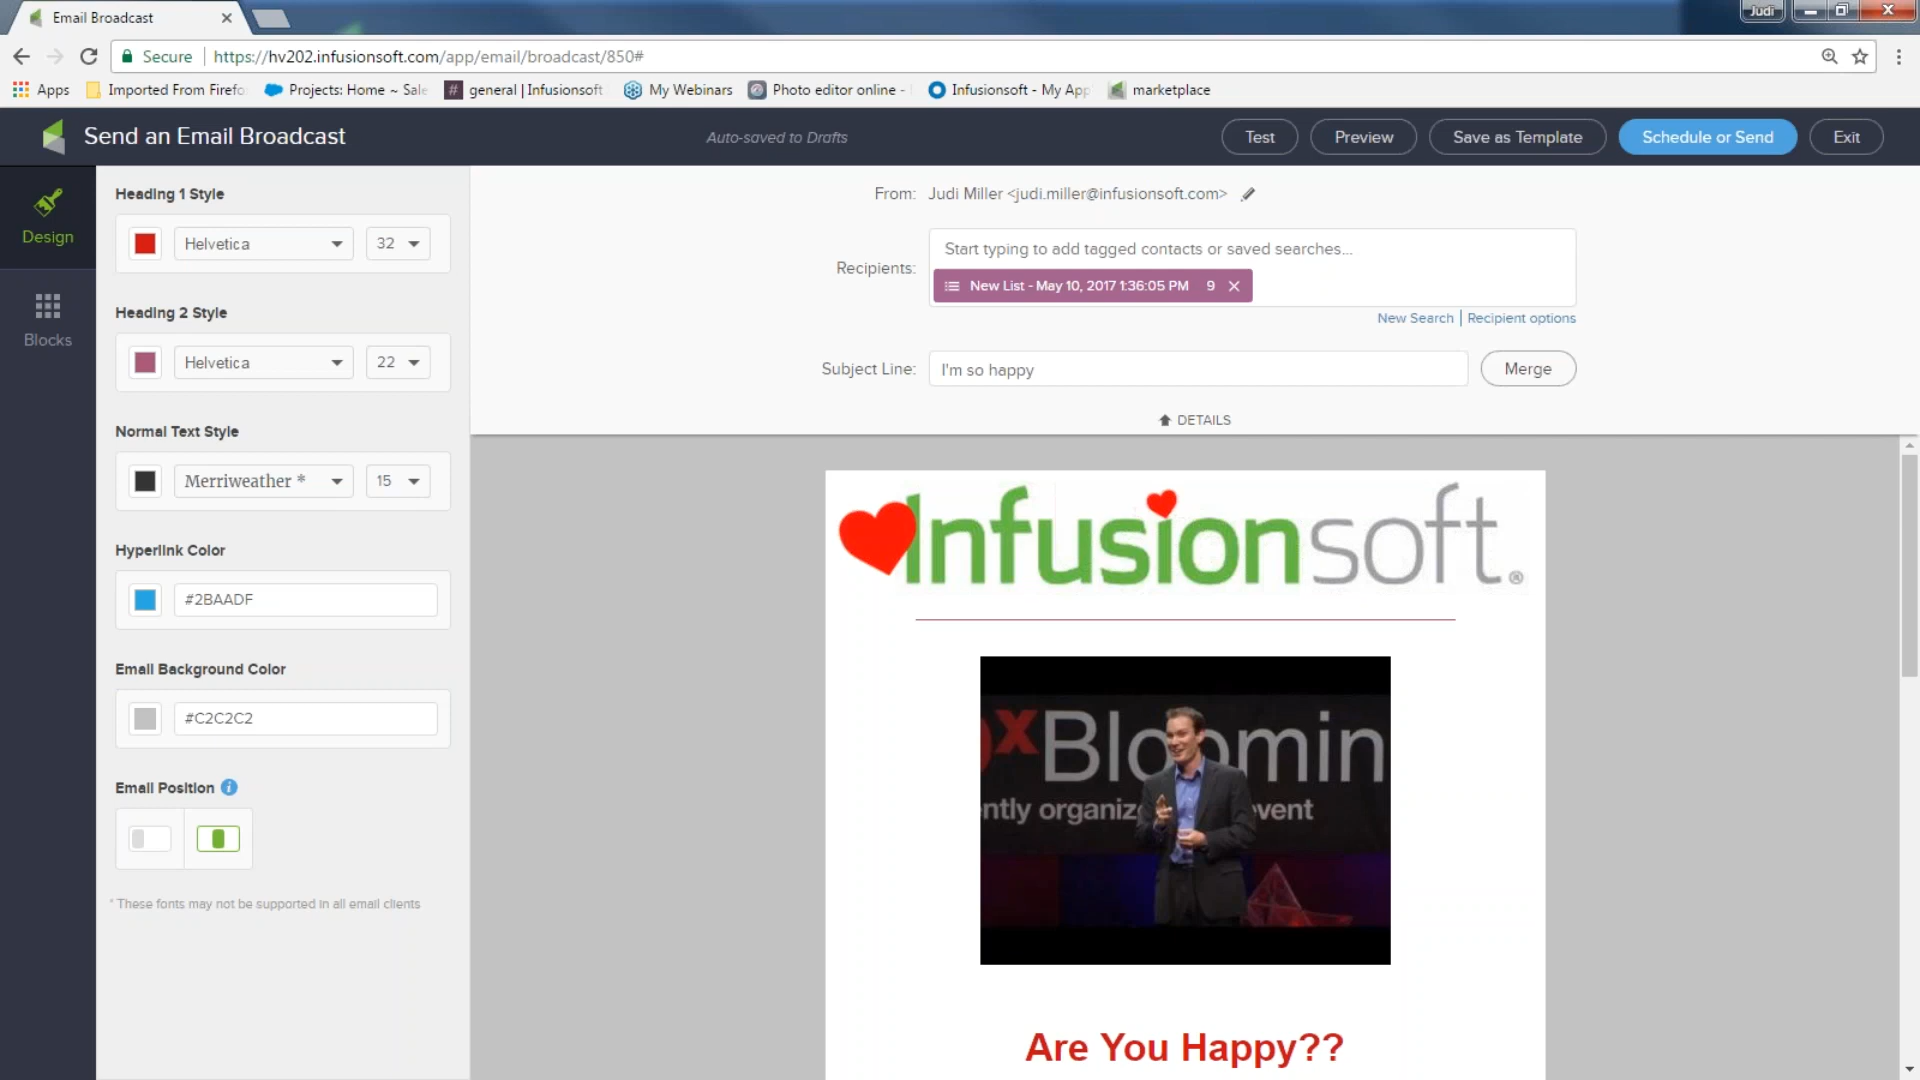 Email Broadcast
Judi
Secure https://hv202.infusionsoft.com/app/email/broadcast/850#
Apps Imported From Firefo Projects: Home ~ Sale # general | Infusionsoft My Webinars Photo editor online - Infusionsoft - My App marketplace
Send an Email Broadcast
Auto-saved to Drafts
Test Preview Save as Template Schedule or Send Exit
Design
Blocks
Heading 1 Style
Helvetica 32
Heading 2 Style
Helvetica 22
Normal Text Style
Merriweather * 15
Hyperlink Color
#2BAADF
Email Background Color
#C2C2C2
Email Position i
* These fonts may not be supported in all email clients
From: Judi Miller <judi.miller@infusionsoft.com>
Recipients: Start typing to add tagged contacts or saved searches...
New List - May 10, 2017 1:36:05 PM 9
New Search | Recipient options
Subject Line: I'm so happy Merge
DETAILS
Infusionsoft®
x Bloomin
ntly organiz vent
Are You Happy??